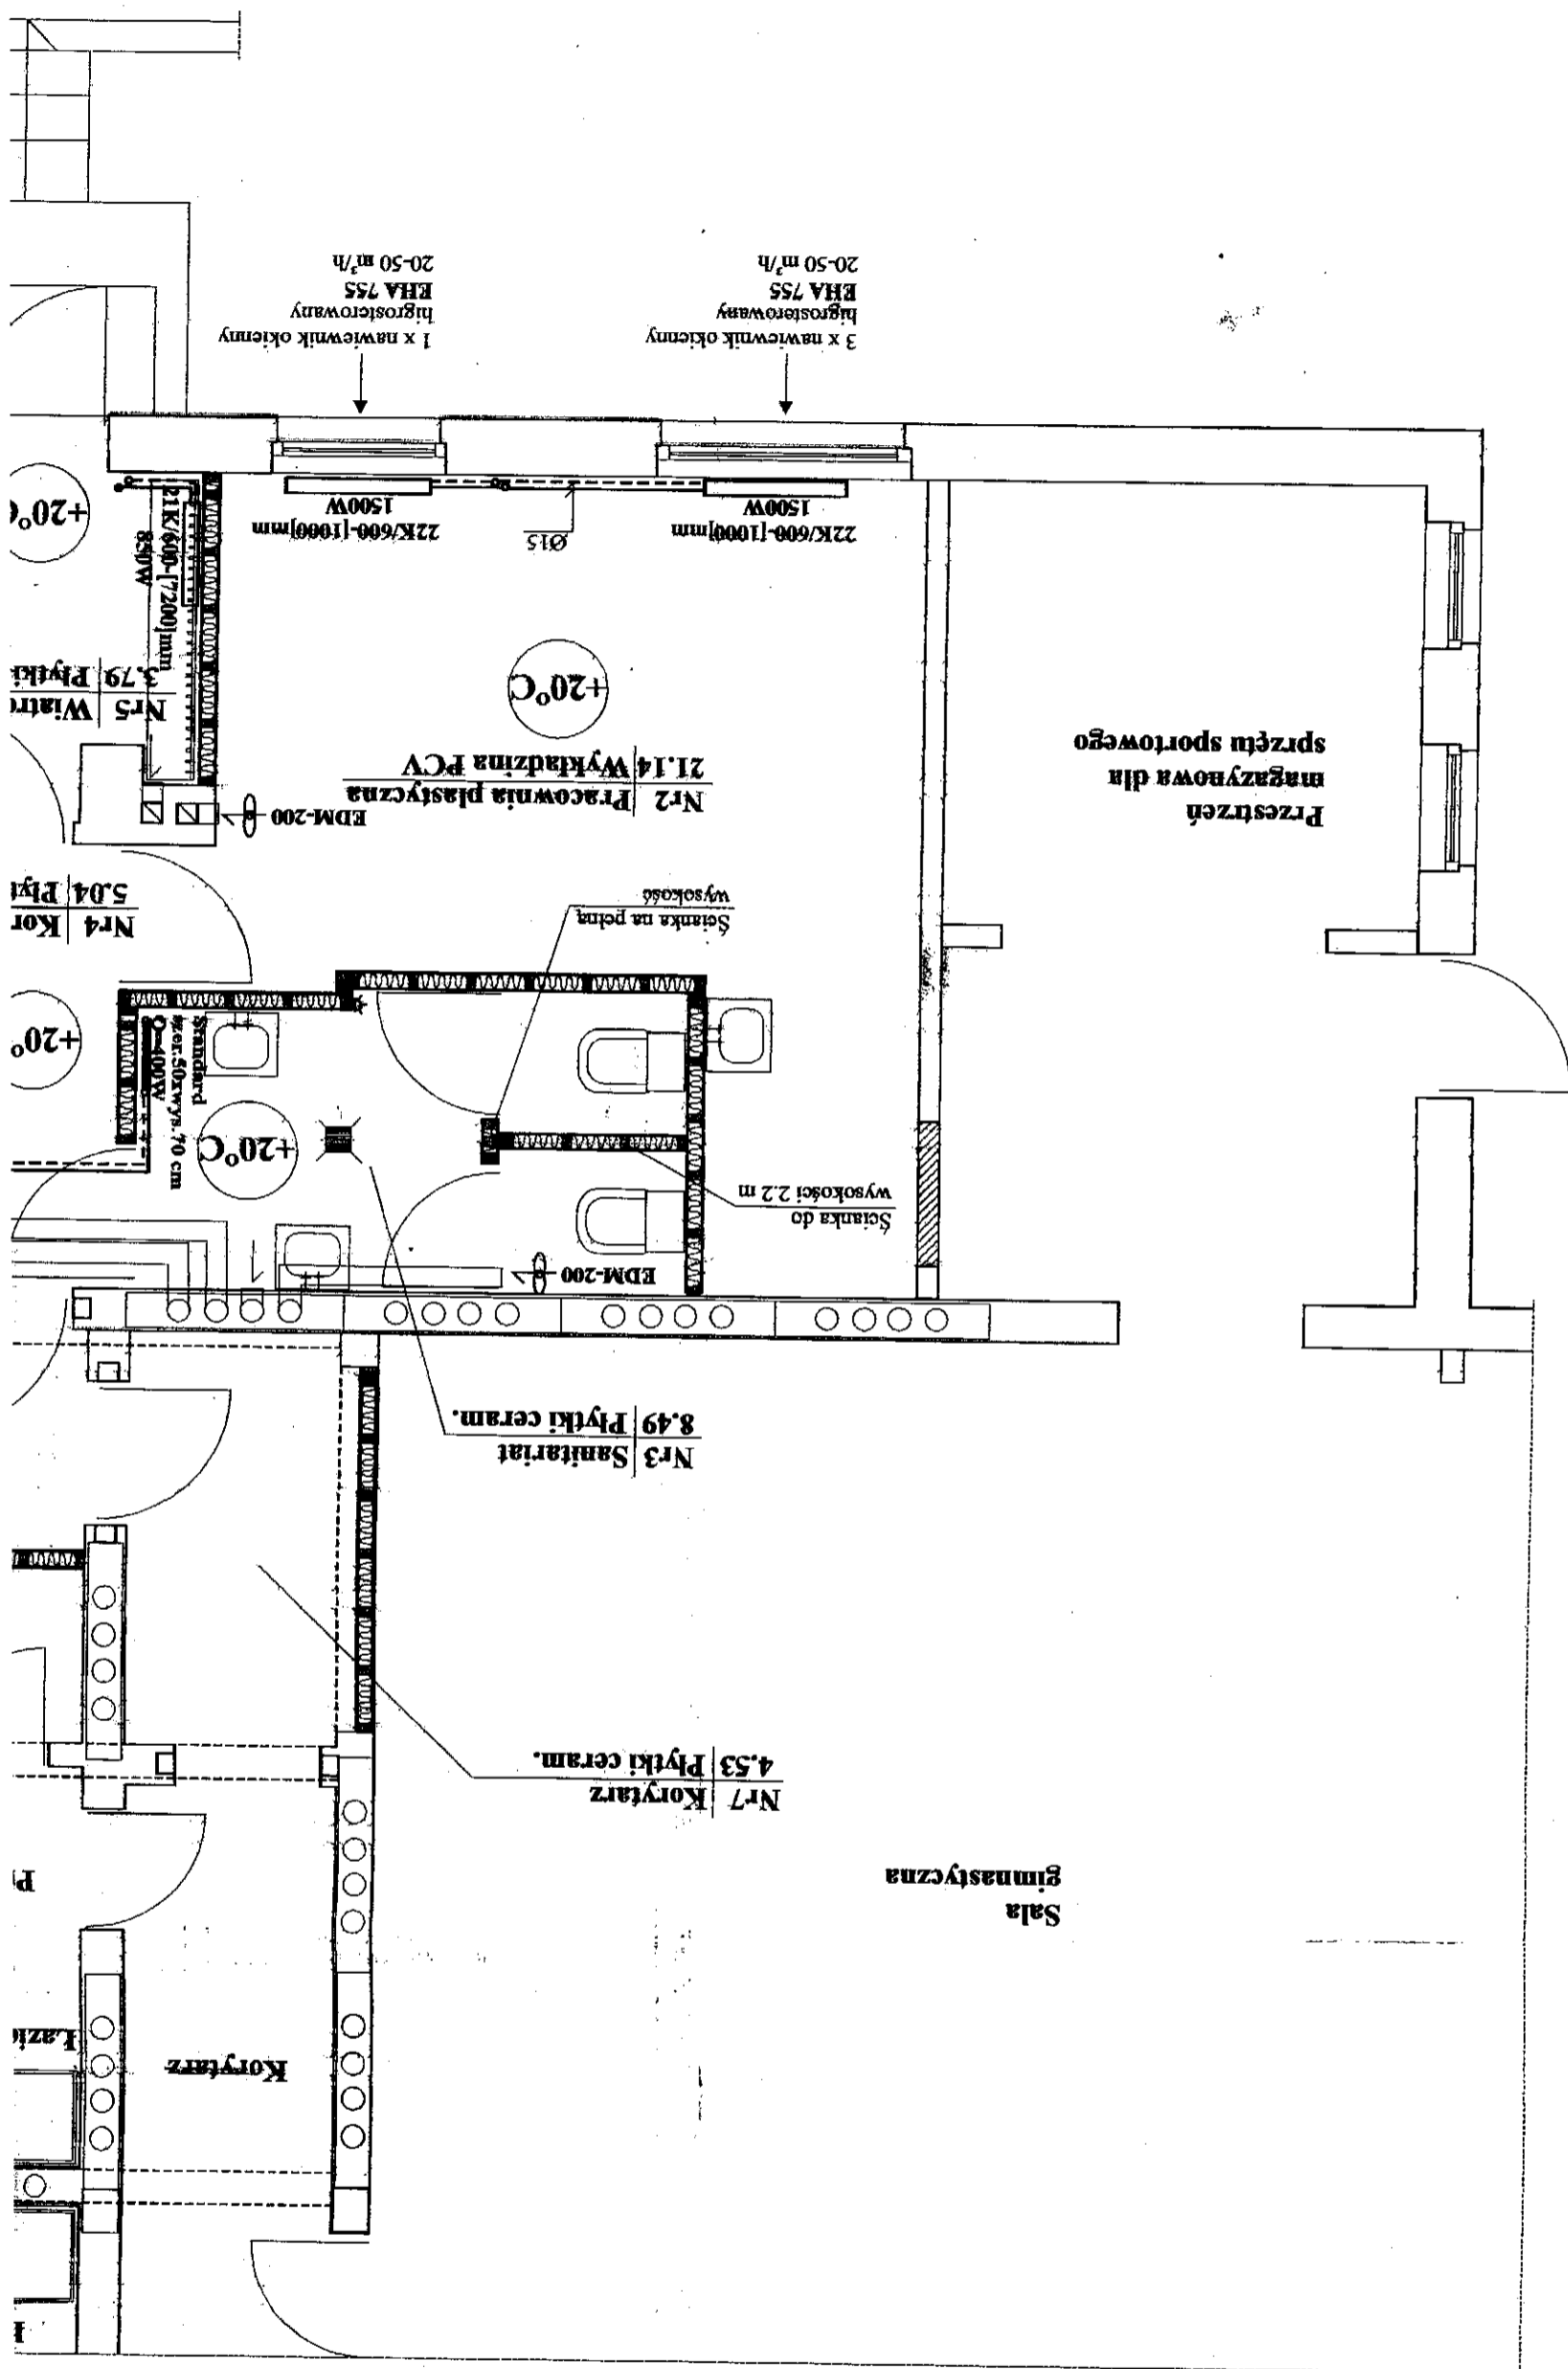 Sala
gimnastyczna
Korytarz
Nr7 Korytarz
4.53 Płytki ceram.
Nr3 Sanitariat
8.49 Płytki ceram.
EDM-200
Ścianka do
wysokości 2.2 m
+20°C
Standard
szer.50xwys.70 cm
Q=400W
+20°
Ścianka na pełną
wysokość
Nr4 Kor
5.04
EDM-200
Przestrzeń
magazynowa dla
sprzętu sportowego
Nr2 Pracownia plastyczna
21.14 Wykładzina PCV
+20°C
Nr5 Wiatro
3.79 Płytki
21K/600-[7200]mm
850W
+20°C
22K/600-[1000]mm
1500W
Ø15
22K/600-[1000]mm
1500W
3 x nawiewnik okienny
higrosterowany
EHA 755
20-50 m³/h
1 x nawiewnik okienny
higrosterowany
EHA 755
20-50 m³/h